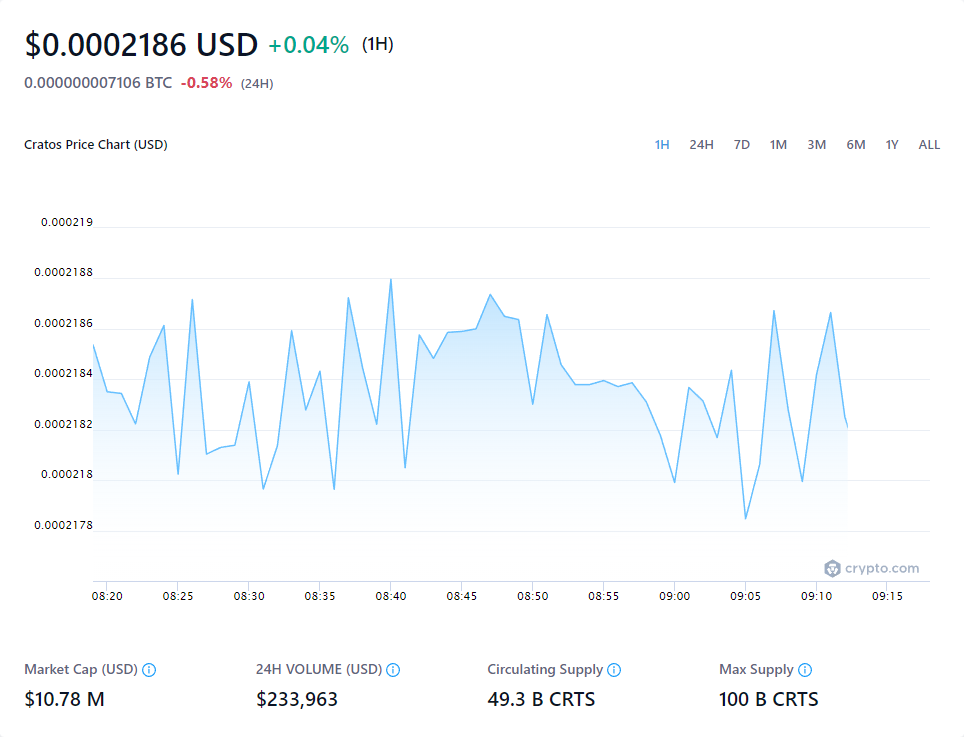 $0.0002186 USD +0.04% (1H)
0.000000007106 BTC -0.58% (24H)
Cratos Price Chart (USD)
1H 24H 7D 1M 3M 6M 1Y ALL
0.000219
0.0002188
0.0002186
0.0002184
0.0002182
0.000218
0.0002178
crypto.com
08:20 08:25 08:30 08:35 08:40 08:45 08:50 08:55 09:00 09:05 09:10 09:15
Market Cap (USD) 24H VOLUME (USD) Circulating Supply Max Supply
$10.78 M $233,963 49.3 B CRTS 100 B CRTS